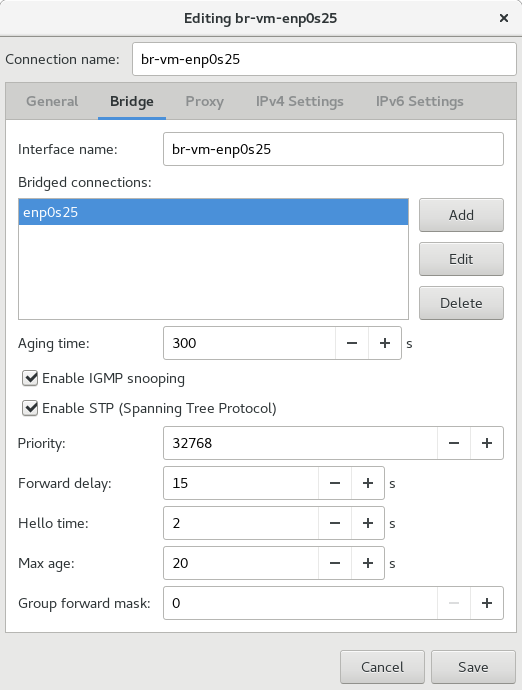 Editing br-vm-enp0s25
Connection name: br-vm-enp0s25
General Bridge Proxy IPv4 Settings IPv6 Settings
Interface name: br-vm-enp0s25
Bridged connections:
enp0s25
Add
Edit
Delete
Aging time: 300 s
Enable IGMP snooping
Enable STP (Spanning Tree Protocol)
Priority: 32768
Forward delay: 15 s
Hello time: 2 s
Max age: 20 s
Group forward mask: 0
Cancel Save